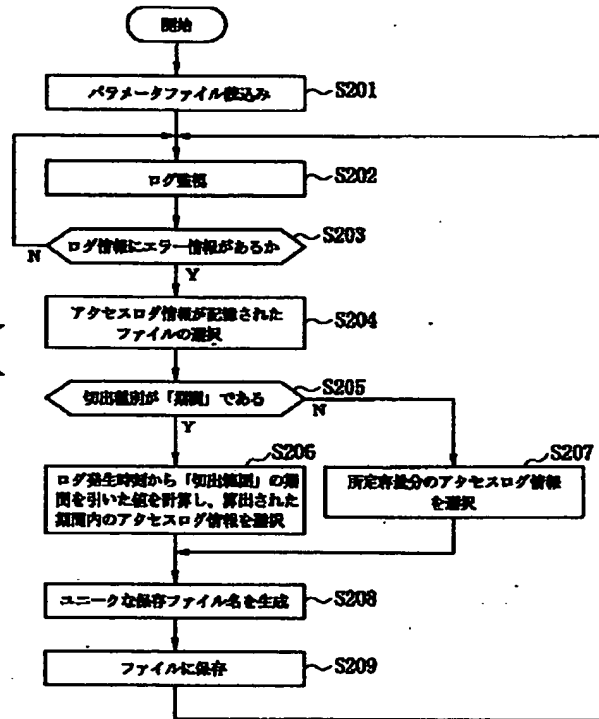 開始
パラメータファイル読込み
S201
ログ監視
S202
ログ情報にエラー情報があるか
S203
N
Y
アクセスログ情報が記憶された
ファイルの選択
S204
切出種別が「期間」である
S205
N
Y
S206
S207
ログ発生時刻から「切出範囲」の期
間を引いた値を計算し、算出された
期間内のアクセスログ情報を選択
所定容量分のアクセスログ情報
を選択
ユニークな保存ファイル名を生成
S208
ファイルに保存
S209